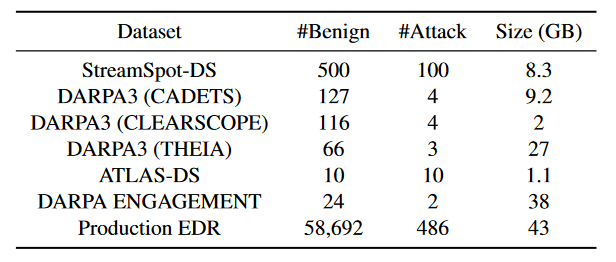 Dataset #Benign #Attack Size (GB)
StreamSpot-DS 500 100 8.3
DARPA3 (CADETS) 127 4 9.2
DARPA3 (CLEARSCOPE) 116 4 2
DARPA3 (THEIA) 66 3 27
ATLAS-DS 10 10 1.1
DARPA ENGAGEMENT 24 2 38
Production EDR 58,692 486 43